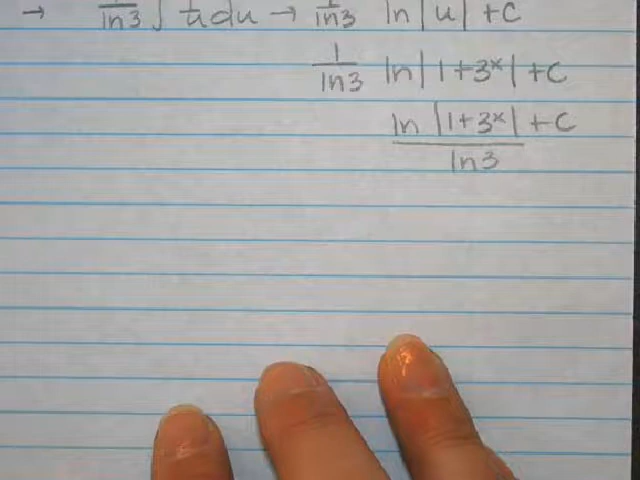 → 1/ln3 ∫ 1/u du → 1/ln3 ln|u| + C
1/ln3 ln|1+3ˣ| + C
ln|1+3ˣ| + C
ln3